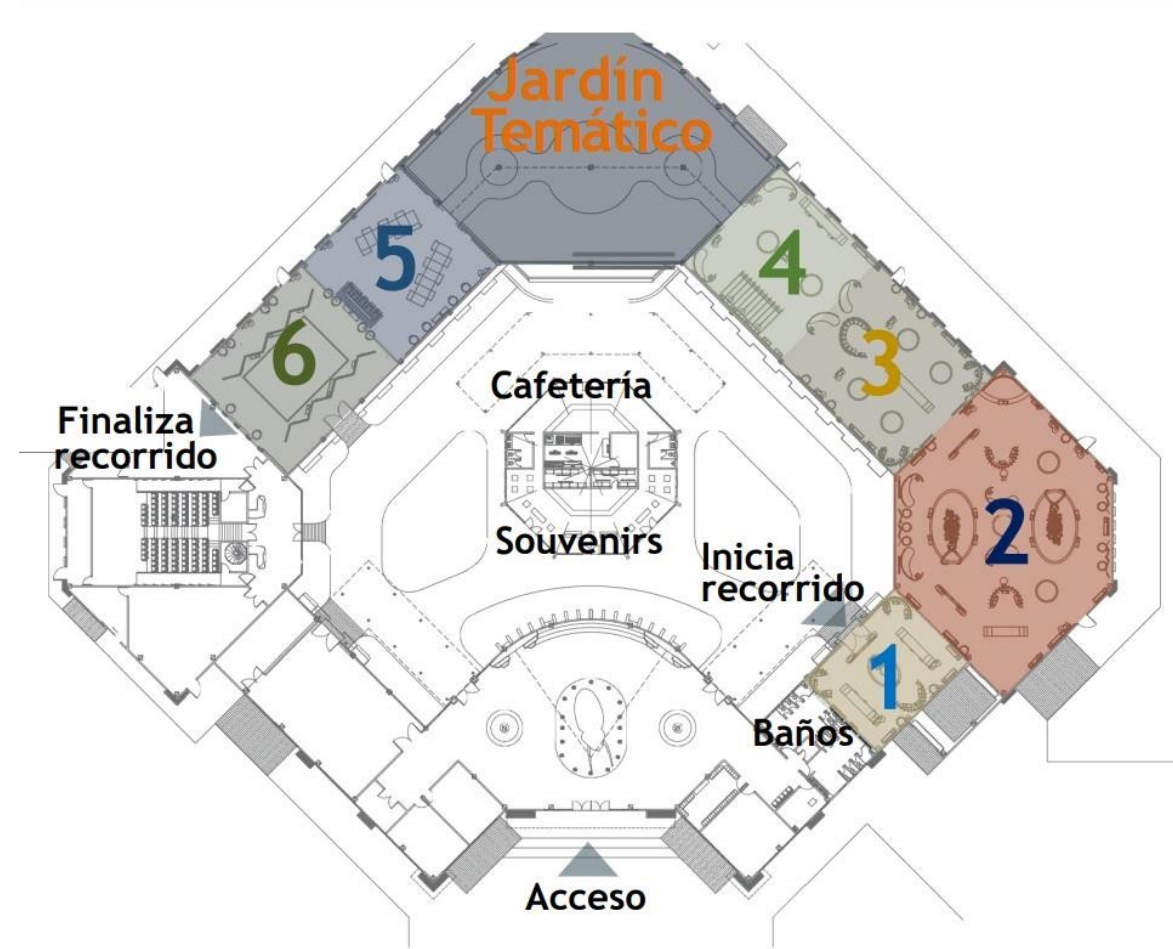 Jardín
Temático
5
4
6
3
Cafetería
Finaliza
recorrido
2
Souvenirs
Inicia
recorrido
1
Baños
Acceso